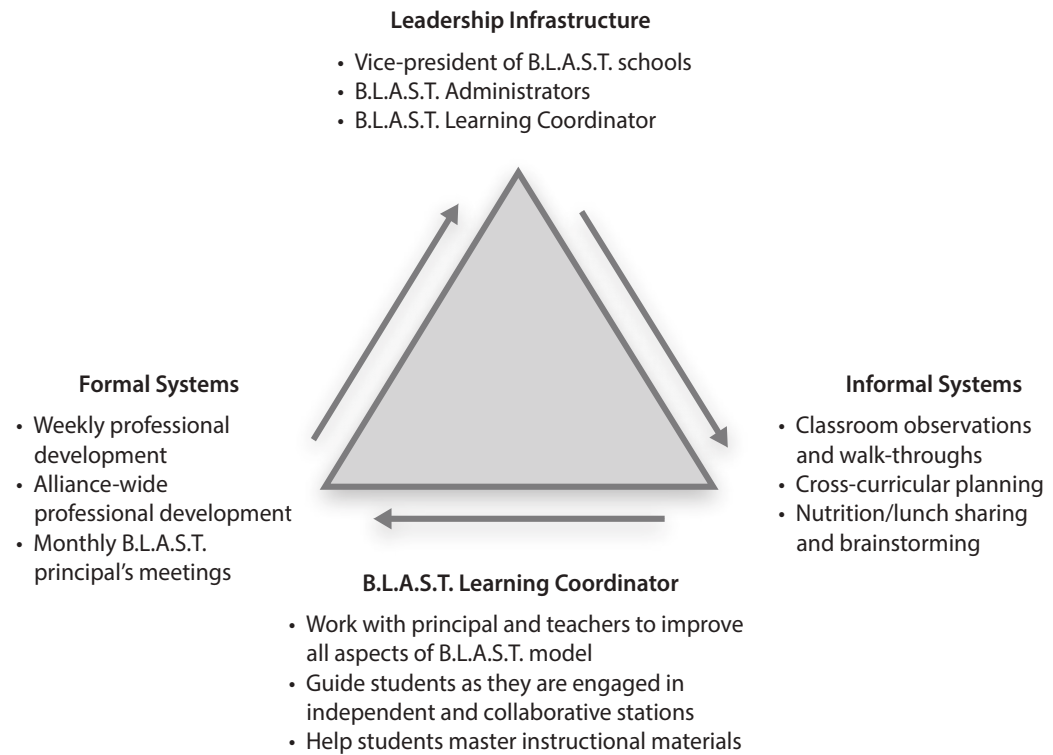 Leadership Infrastructure
• Vice-president of B.L.A.S.T. schools
• B.L.A.S.T. Administrators
• B.L.A.S.T. Learning Coordinator
Formal Systems
• Weekly professional
development
• Alliance-wide
professional development
• Monthly B.L.A.S.T.
principal's meetings
Informal Systems
• Classroom observations
and walk-throughs
• Cross-curricular planning
• Nutrition/lunch sharing
and brainstorming
B.L.A.S.T. Learning Coordinator
• Work with principal and teachers to improve
all aspects of B.L.A.S.T. model
• Guide students as they are engaged in
independent and collaborative stations
• Help students master instructional materials